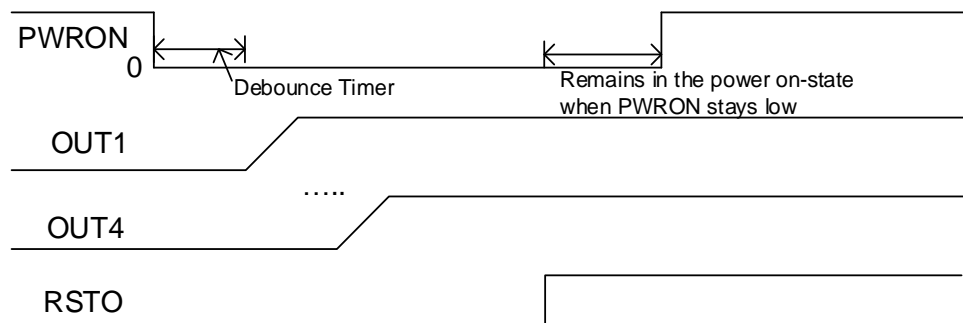 PWRON
0
Debounce Timer
Remains in the power on-state
when PWRON stays low
OUT1
.....
OUT4
RSTO